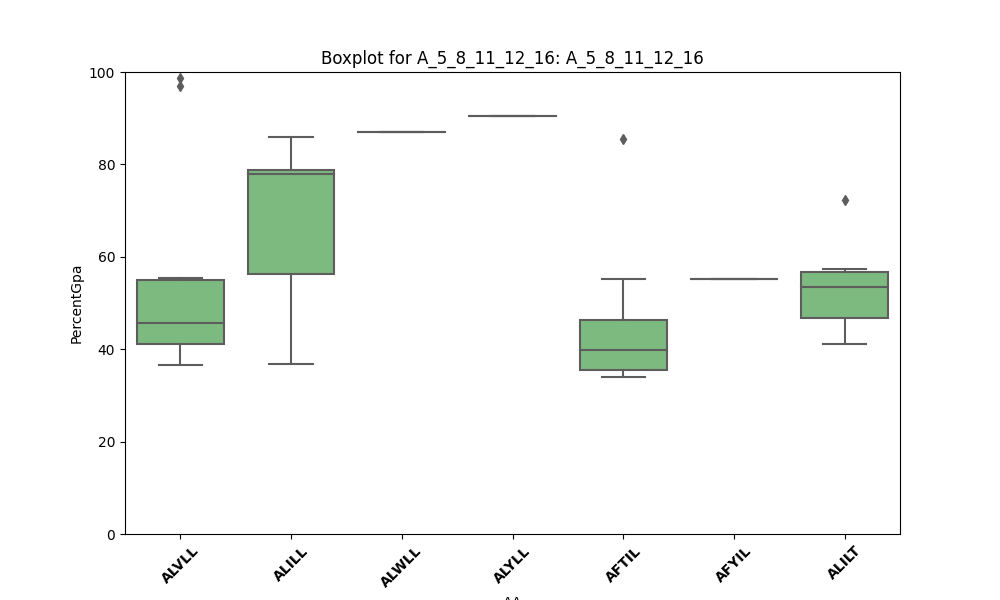 Boxplot for A_5_8_11_12_16: A_5_8_11_12_16
100
80
60
40
20
0
PercentGpa
ALVLL
ALILL
ALWLL
ALYLL
AFTIL
AFYIL
ALILT